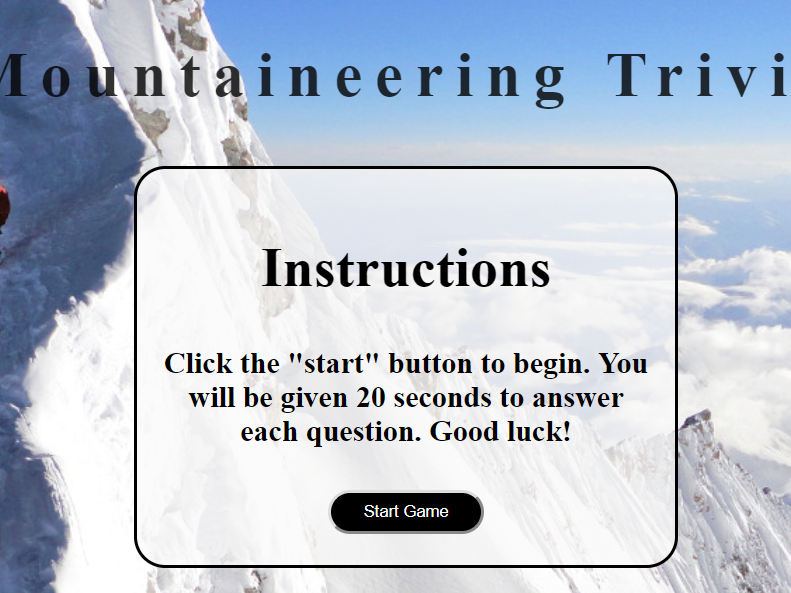 Mountaineering Trivi
Instructions
Click the "start" button to begin. You
will be given 20 seconds to answer
each question. Good luck!
Start Game